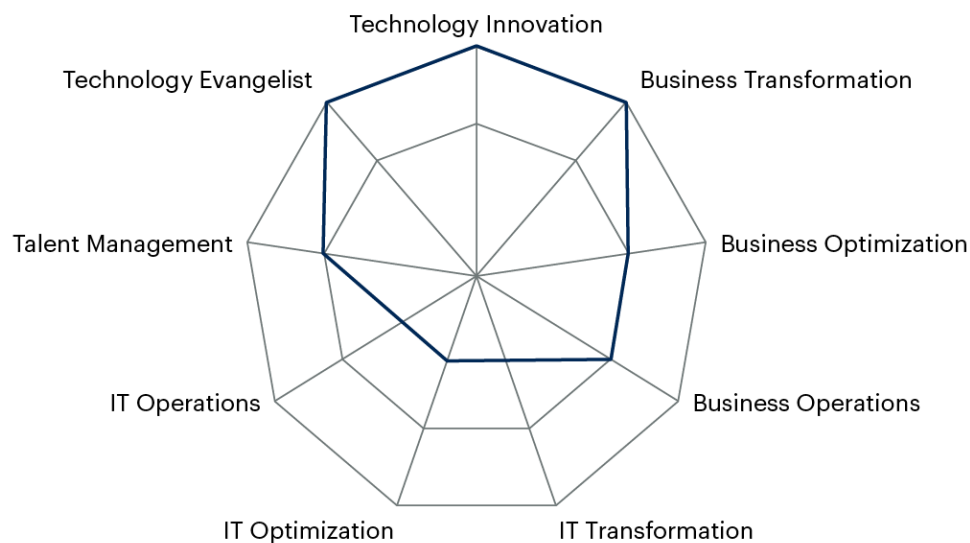 Technology Innovation
Technology Evangelist
Business Transformation
Talent Management
Business Optimization
IT Operations
Business Operations
IT Optimization
IT Transformation